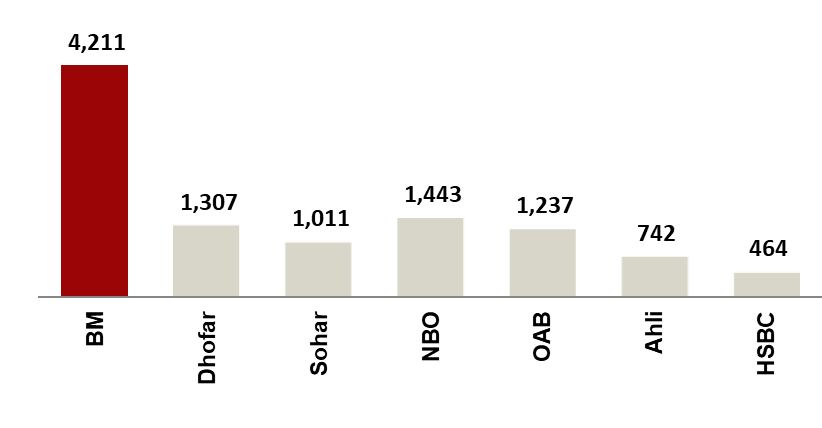 4,211
1,307
1,011
1,443
1,237
742
464
BM
Dhofar
Sohar
NBO
OAB
Ahli
HSBC